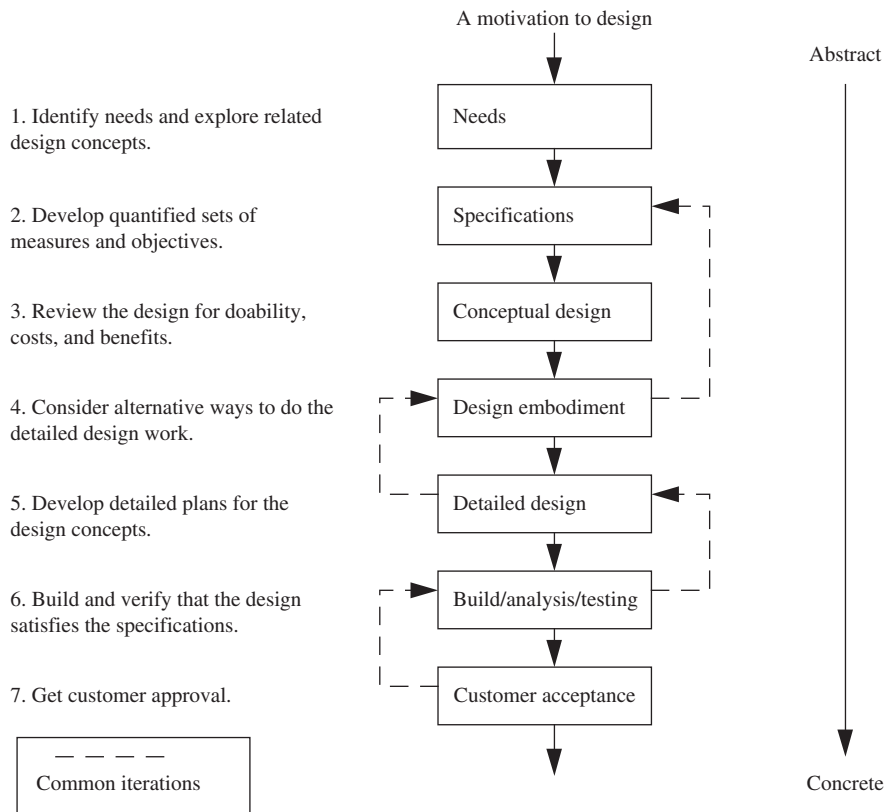 A motivation to design
Abstract
1. Identify needs and explore related
design concepts.
Needs
2. Develop quantified sets of
measures and objectives.
Specifications
3. Review the design for doability,
costs, and benefits.
Conceptual design
4. Consider alternative ways to do the
detailed design work.
Design embodiment
5. Develop detailed plans for the
design concepts.
Detailed design
6. Build and verify that the design
satisfies the specifications.
Build/analysis/testing
7. Get customer approval.
Customer acceptance
Common iterations
Concrete